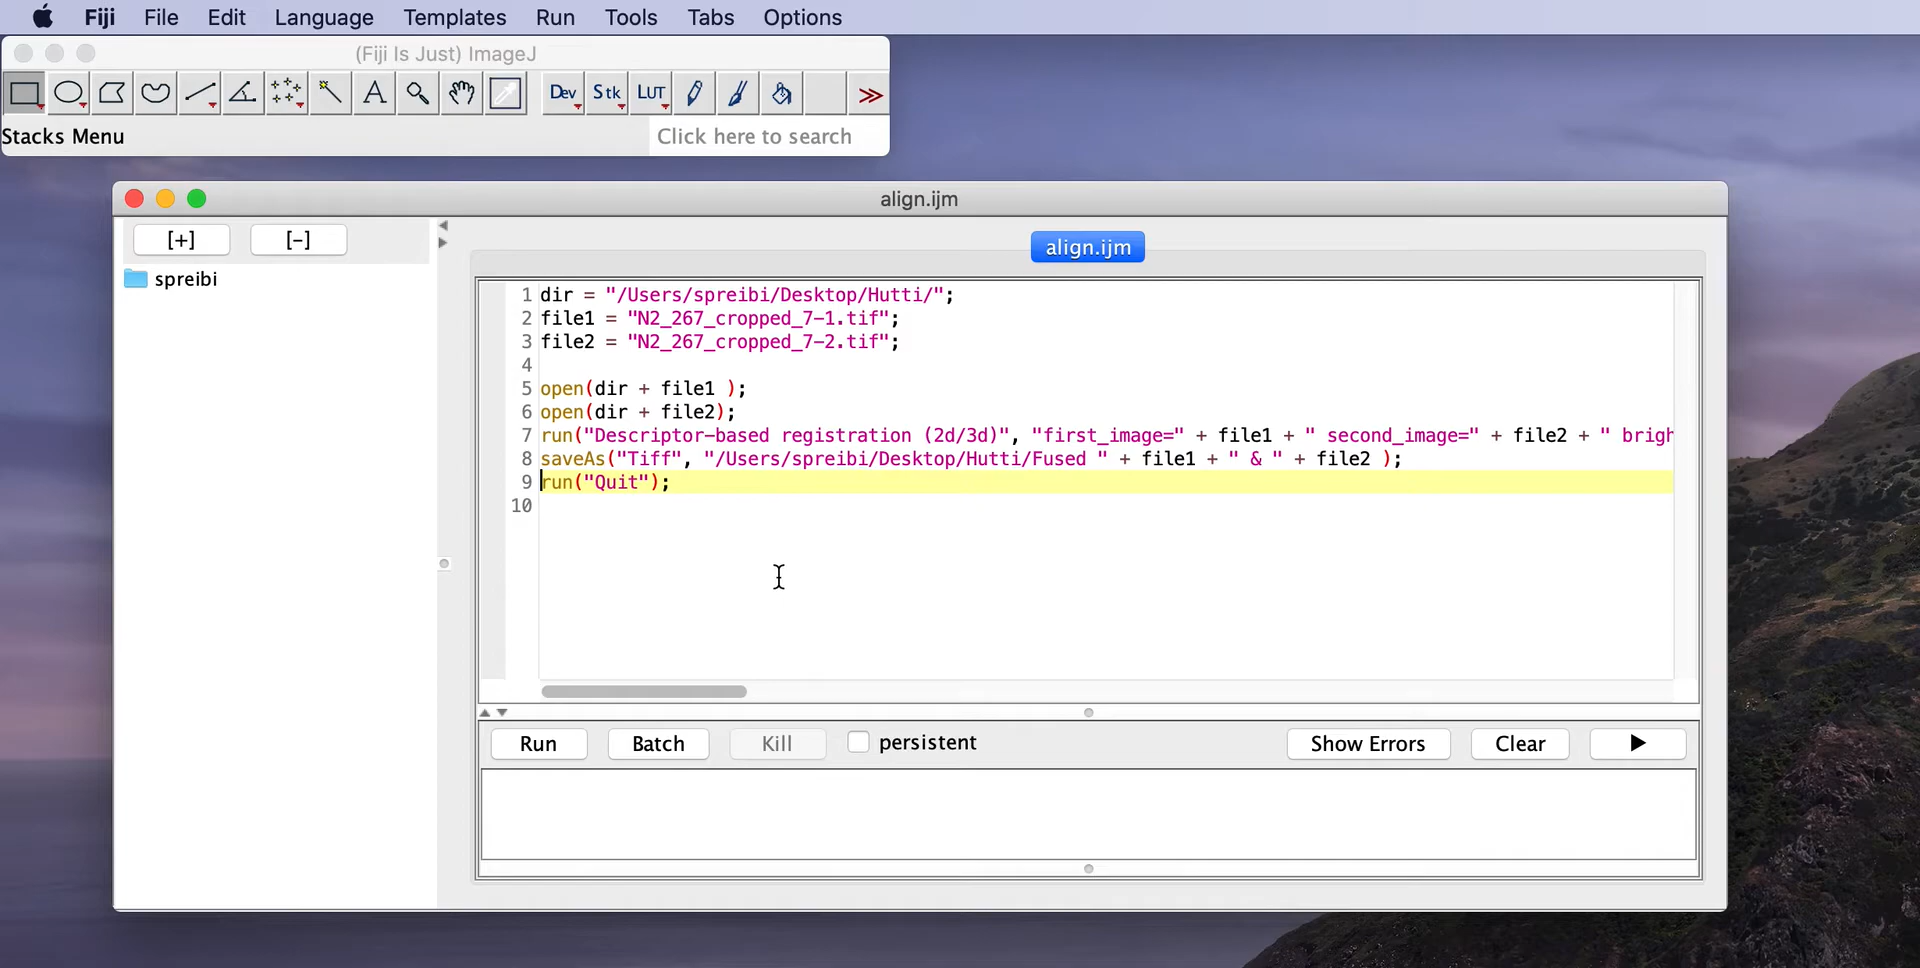 Fiji File Edit Language Templates Run Tools Tabs Options
(Fiji Is Just) ImageJ
A Dev Stk LUT >>
Stacks Menu Click here to search
align.ijm
[+] [-]
align.ijm
spreibi
1 dir = "/Users/spreibi/Desktop/Hutti/";
2 file1 = "N2_267_cropped_7-1.tif";
3 file2 = "N2_267_cropped_7-2.tif";
4
5 open(dir + file1 );
6 open(dir + file2);
7 run("Descriptor-based registration (2d/3d)", "first_image=" + file1 + " second_image=" + file2 + " brigh
8 saveAs("Tiff", "/Users/spreibi/Desktop/Hutti/Fused " + file1 + " & " + file2 );
9 run("Quit");
10
Run Batch Kill persistent Show Errors Clear